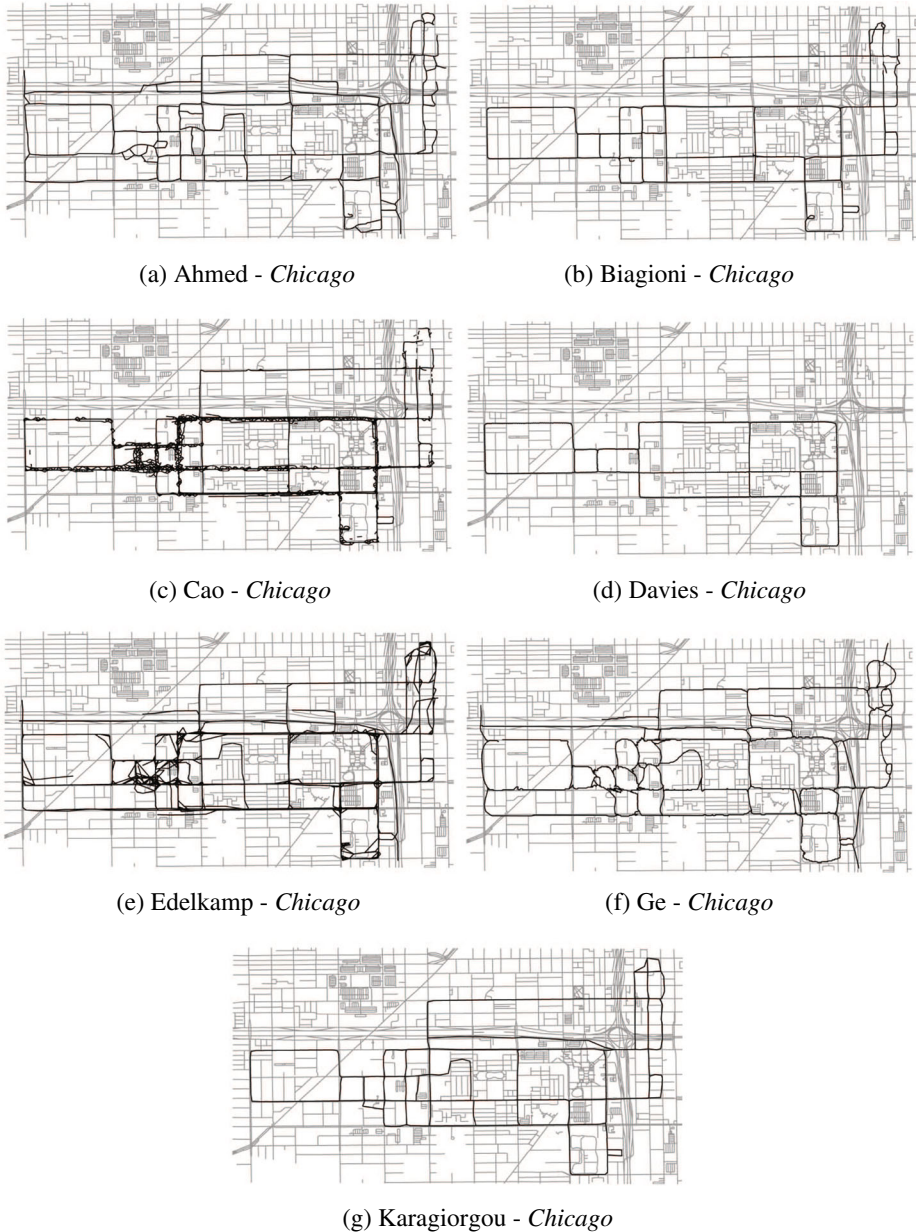 (a) Ahmed - Chicago
(b) Biagioni - Chicago
(c) Cao - Chicago
(d) Davies - Chicago
(e) Edelkamp - Chicago
(f) Ge - Chicago
(g) Karagiorgou - Chicago